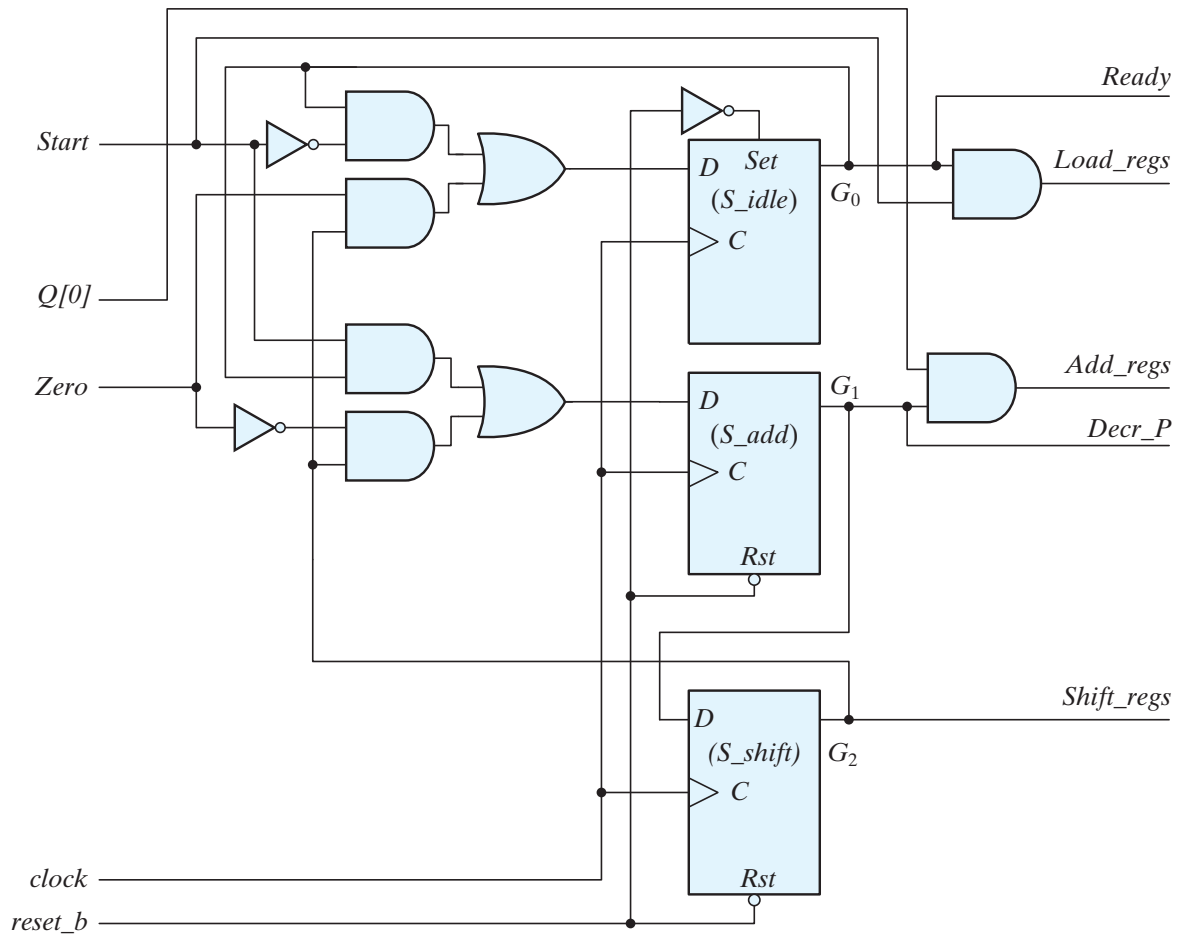 Ready
Start
D
Set
Load_regs
(S_idle)
G0
C
Q[0]
Zero
G1
Add_regs
D
(S_add)
Decr_P
C
Rst
Shift_regs
D
(S_shift)
G2
C
clock
Rst
reset_b